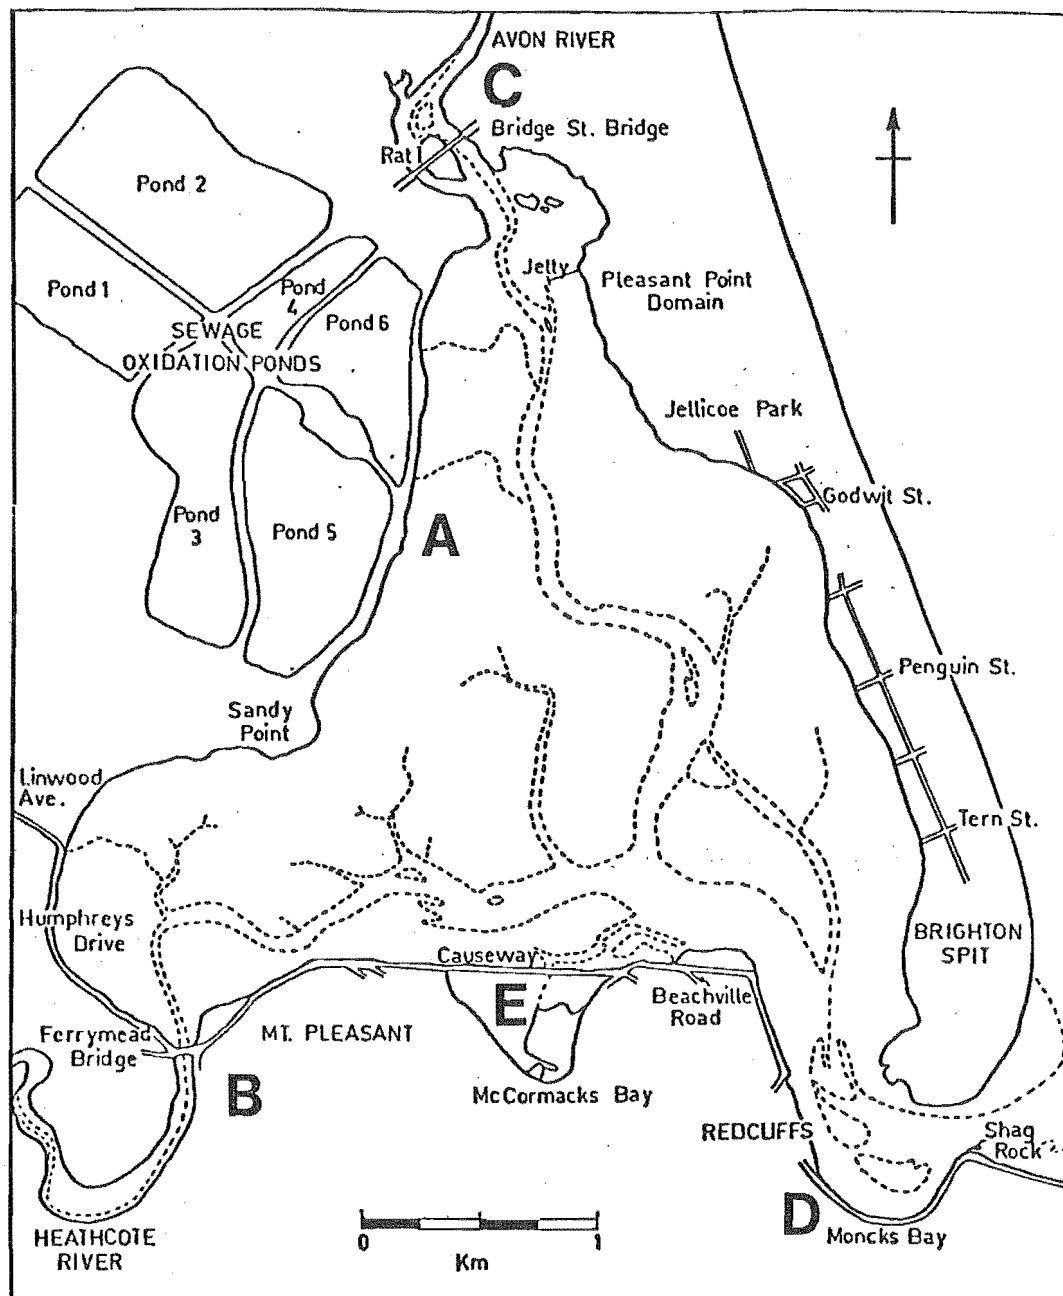 AVON RIVER
C
Bridge St. Bridge
Rat I
Pond 2
Jetty
Pleasant Point
Domain
Pond 1
Pond
4
Pond 6
SEWAGE
OXIDATION PONDS
Jellicoe Park
Godwit St.
Pond
3
Pond 5
A
Penguin St.
Sandy
Point
Linwood
Ave.
Tern St.
Humphreys
Drive
BRIGHTON
SPIT
Causeway
E
Beachville
Road
Ferrymead
Bridge
MT. PLEASANT
B
McCormacks Bay
REDCUFFS
Shag
Rock
D
Moncks Bay
HEATHCOTE
RIVER
0
1
Km